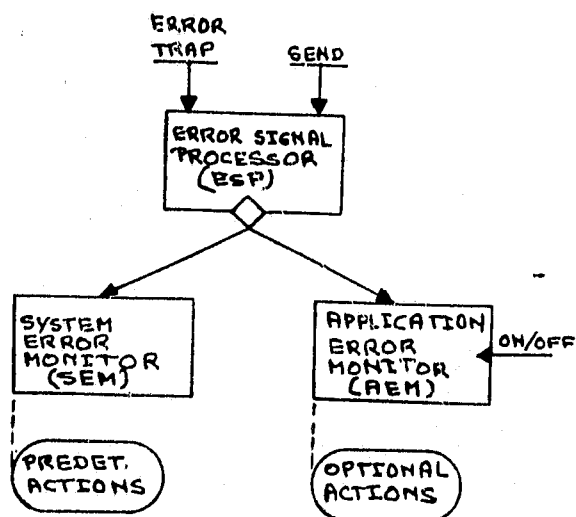 ERROR
TRAP
SEND
ERROR SIGNAL
PROCESSOR
(ESP)
SYSTEM
ERROR
MONITOR
(SEM)
APPLICATION
ERROR
MONITOR
(AEM)
ON/OFF
PREDET.
ACTIONS
OPTIONAL
ACTIONS